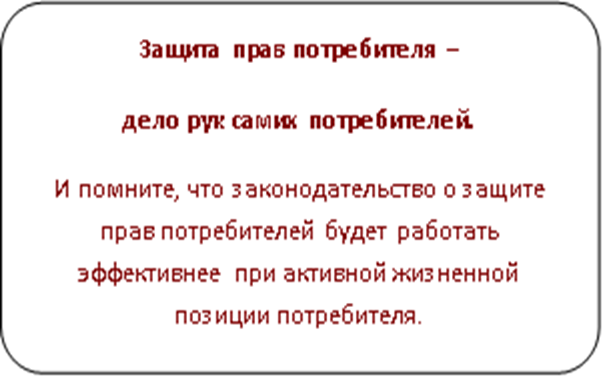 Защита прав потребителя –
дело рук самих потребителей.
И помните, что законодательство о защите
прав потребителей будет работать
эффективнее при активной жизненной
позиции потребителя.